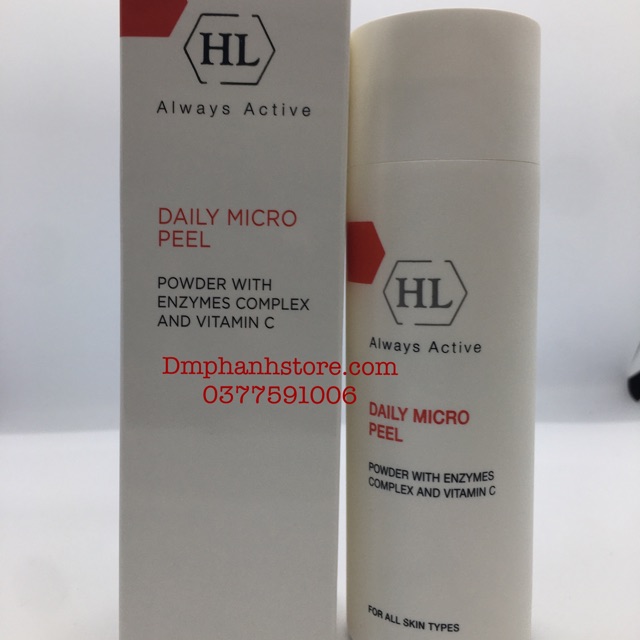 HL
Always Active
DAILY MICRO
PEEL
POWDER WITH
ENZYMES COMPLEX
AND VITAMIN C
Dmphanhstore.com
0377591006
HL
Always Active
DAILY MICRO
PEEL
POWDER WITH ENZYMES
COMPLEX AND VITAMIN C
FOR ALL SKIN TYPES